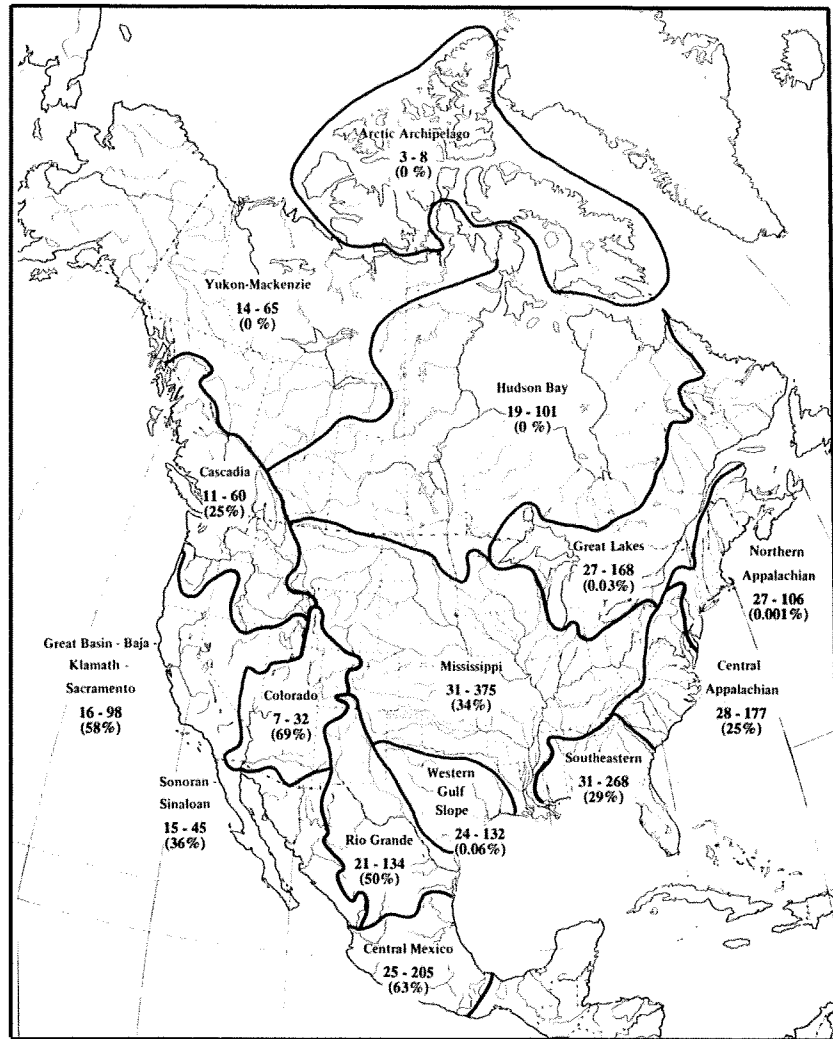 Arctic Archipelago
3 - 8
(0 %)
Yukon-Mackenzie
14 - 65
(0 %)
Hudson Bay
19 - 101
(0 %)
Cascadia
11 - 60
(25%)
Great Lakes
27 - 168
(0.03%)
Northern
Appalachian
27 - 106
(0.001%)
Great Basin - Baja -
Klamath -
Sacramento
16 - 98
(58%)
Colorado
7 - 32
(69%)
Mississippi
31 - 375
(34%)
Central
Appalachian
28 - 177
(25%)
Sonoran -
Sinaloan
15 - 45
(36%)
Western
Gulf
Slope
24 - 132
(0.06%)
Southeastern
31 - 268
(29%)
Rio Grande
21 - 134
(50%)
Central Mexico
25 - 205
(63%)